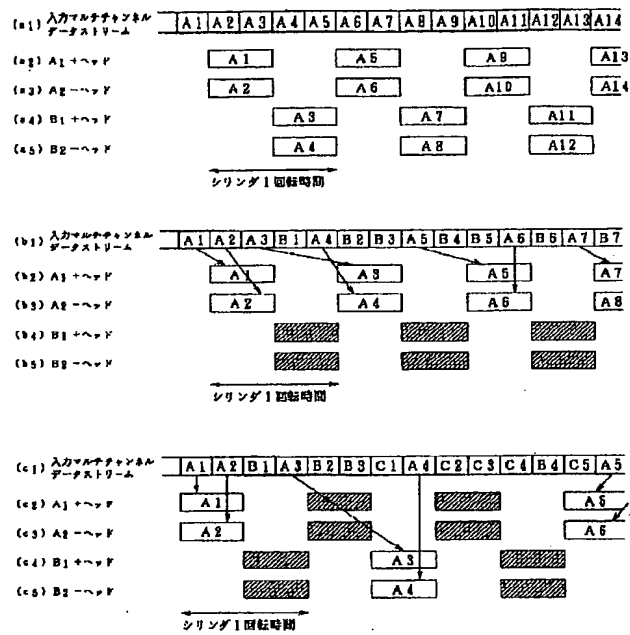 (a1) 入力マルチチャンネルデータストリーム A1 A2 A3 A4 A5 A6 A7 A8 A9 A10 A11 A12 A13 A14
(a2) A1+ヘッド A1 A5 A9 A13
(a3) A2-ヘッド A2 A6 A10 A14
(a4) B1+ヘッド A3 A7 A11
(a5) B2-ヘッド A4 A8 A12
シリンダ1回転時間
(b1) 入力マルチチャンネルデータストリーム A1 A2 A3 B1 A4 B2 B3 A5 B4 B5 A6 B6 A7 B7
(b2) A1+ヘッド A1 A3 A5 A7
(b3) A2-ヘッド A2 A4 A6 A8
(b4) B1+ヘッド
(b5) B2-ヘッド
シリンダ1回転時間
(c1) 入力マルチチャンネルデータストリーム A1 A2 B1 A3 B2 B3 C1 A4 C2 C3 C4 B4 C5 A5
(c2) A1+ヘッド A1 A5
(c3) A2-ヘッド A2 A6
(c4) B1+ヘッド A3
(c5) B2-ヘッド A4
シリンダ1回転時間